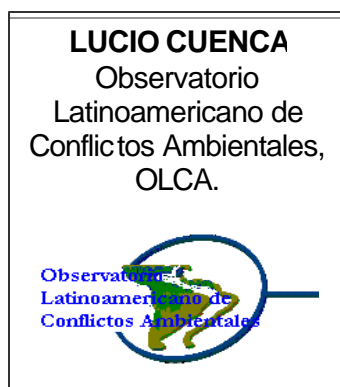 LUCIO CUENCA
Observatorio
Latinoamericano de
Conflictos Ambientales,
OLCA.
Observatorio
Latinoamericano de
Conflictos Ambientales